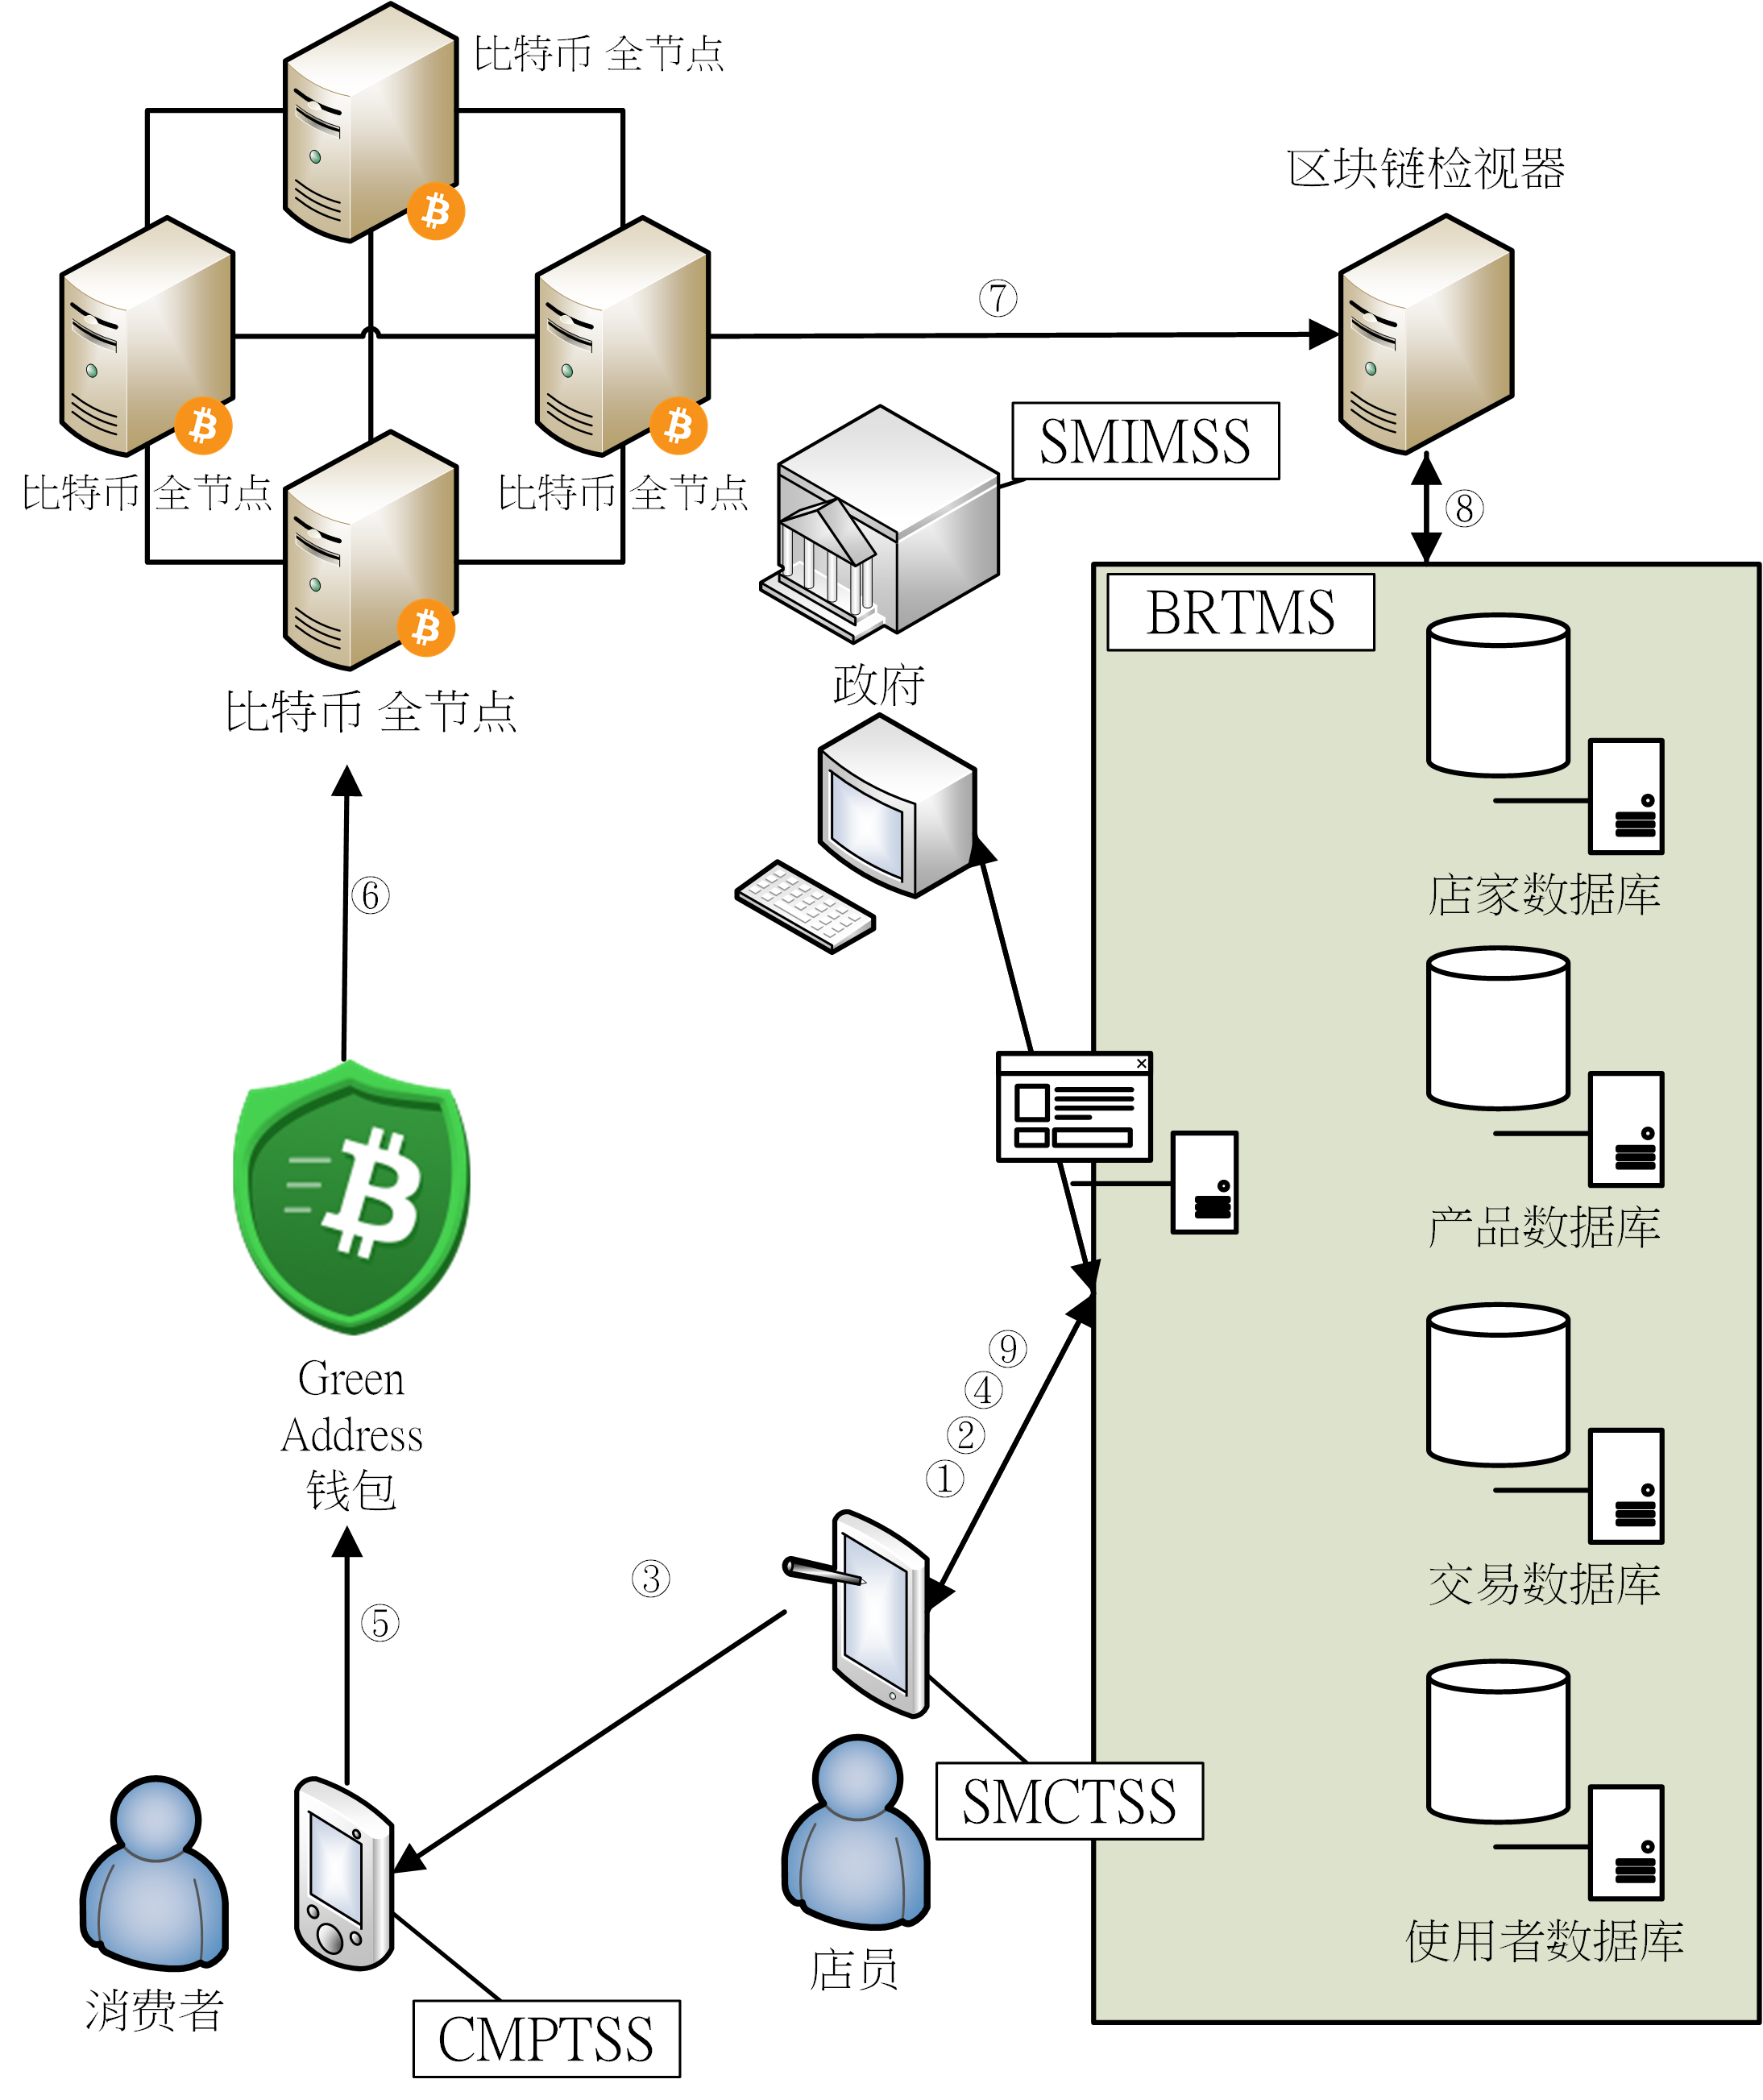 比特币 全节点
区块链检视器
⑦
SMIMSS
比特币 全节点
比特币 全节点
⑧
BRTMS
政府
比特币 全节点
⑥
店家数据库
产品数据库
⑨
④
②
①
Green
Address
钱包
③
⑤
交易数据库
SMCTSS
使用者数据库
店员
消费者
CMPTSS